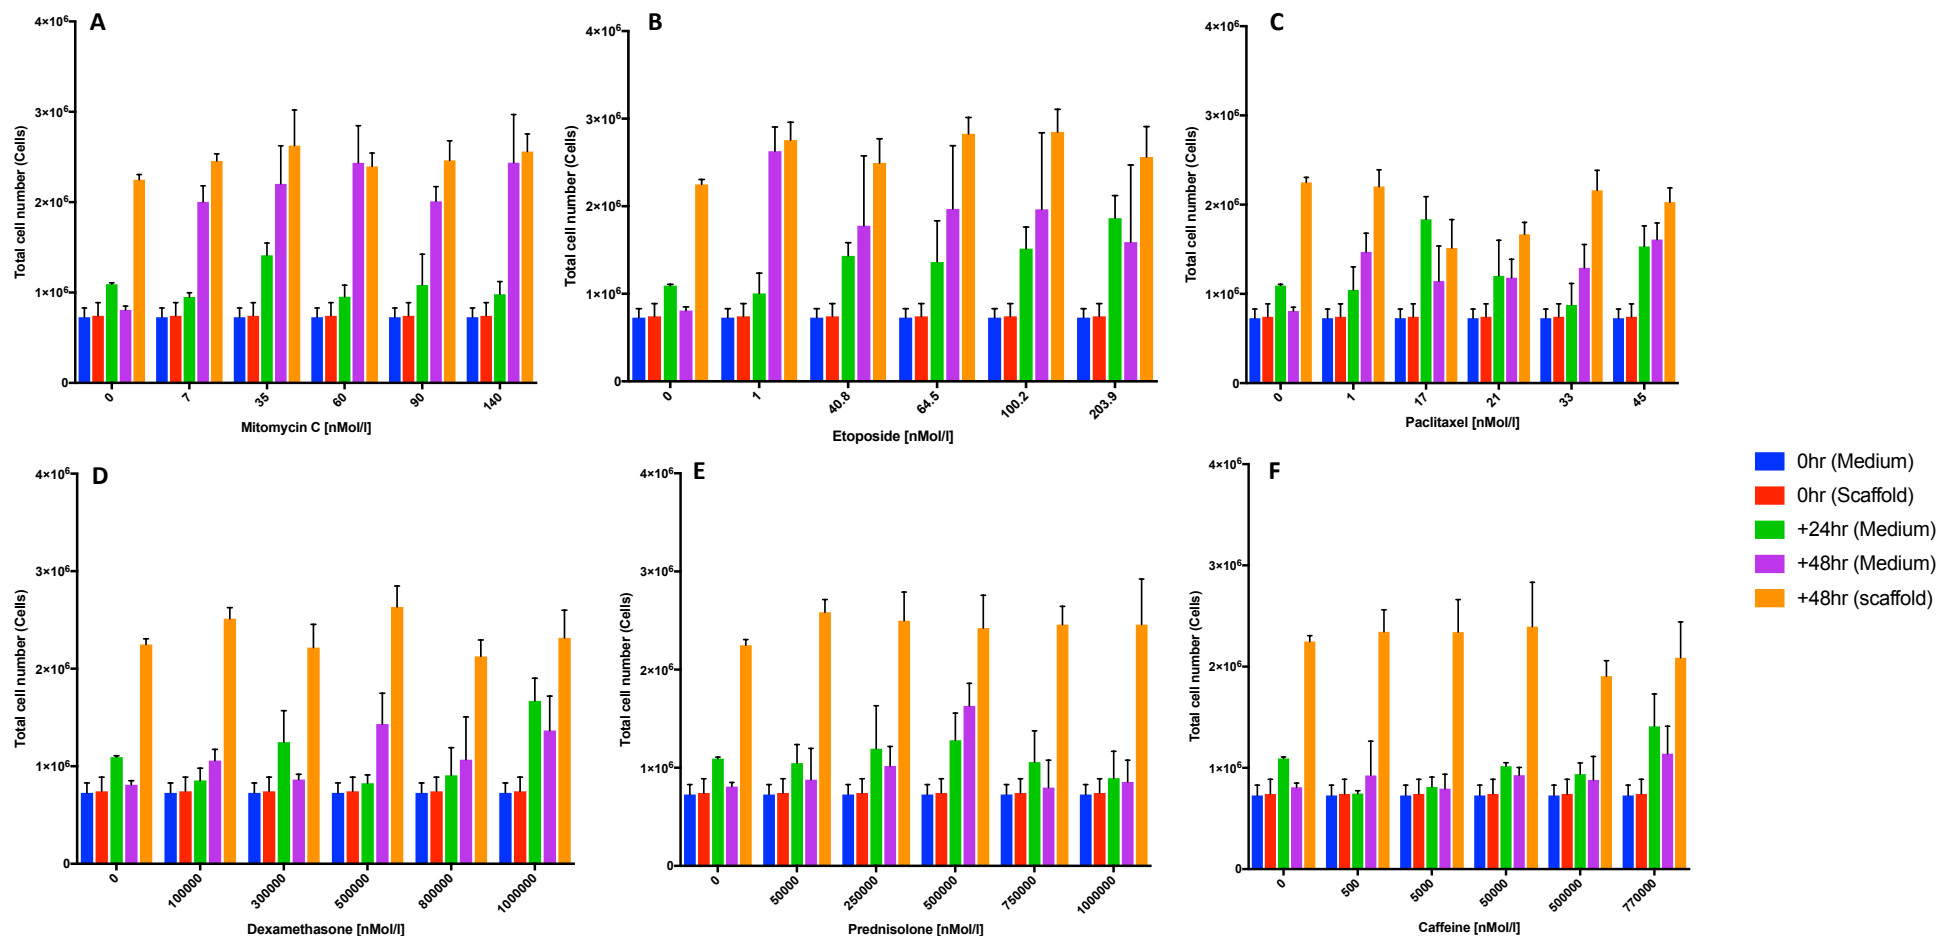 A
4×10⁶
3×10⁶
2×10⁶
1×10⁶
0
Total cell number (Cells)
0 7 35 60 90 140
Mitomycin C [nMol/l]
B
4×10⁶
3×10⁶
2×10⁶
1×10⁶
0
Total cell number (Cells)
0 1 40.8 64.5 100.2 203.9
Etoposide [nMol/l]
C
4×10⁶
3×10⁶
2×10⁶
1×10⁶
0
Total cell number (Cells)
0 1 17 21 33 45
Paclitaxel [nMol/l]
D
4×10⁶
3×10⁶
2×10⁶
1×10⁶
0
Total cell number (Cells)
0 100000 300000 500000 800000 1000000
Dexamethasone [nMol/l]
E
4×10⁶
3×10⁶
2×10⁶
1×10⁶
0
Total cell number (Cells)
0 50000 250000 500000 750000 1000000
Prednisolone [nMol/l]
F
4×10⁶
3×10⁶
2×10⁶
1×10⁶
0
Total cell number (Cells)
0 500 5000 50000 500000 770000
Caffeine [nMol/l]
0hr (Medium)
0hr (Scaffold)
+24hr (Medium)
+48hr (Medium)
+48hr (scaffold)